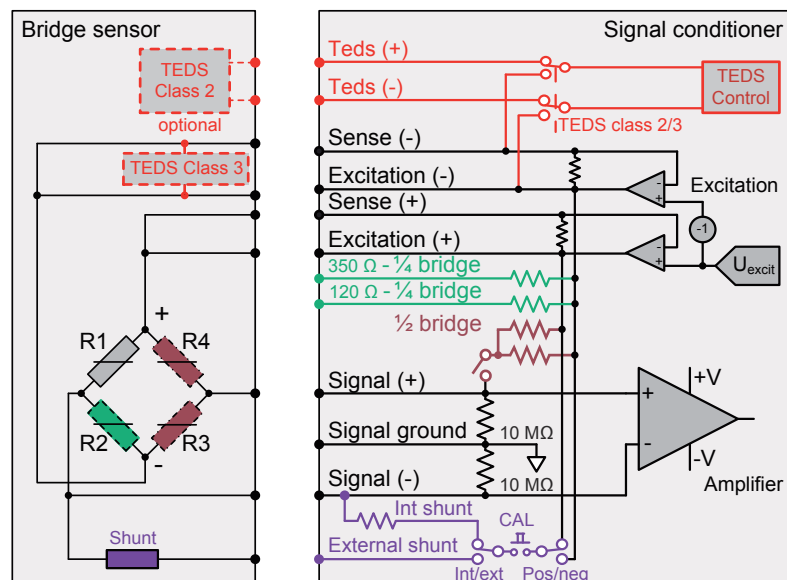 Bridge sensor
TEDS
Class 2
optional
TEDS Class 3
+
R1
R4
R2
R3
-
Shunt
Signal conditioner
Teds (+)
Teds (-)
TEDS
Control
TEDS class 2/3
Sense (-)
Excitation (-)
Excitation
-
+
-1
Sense (+)
Excitation (+)
-
+
Uexcit
350 Ω - ¼ bridge
120 Ω - ¼ bridge
½ bridge
Signal (+)
+V
+
10 MΩ
Signal ground
-
-V
Amplifier
10 MΩ
Signal (-)
Int shunt
CAL
External shunt
Int/ext
Pos/neg